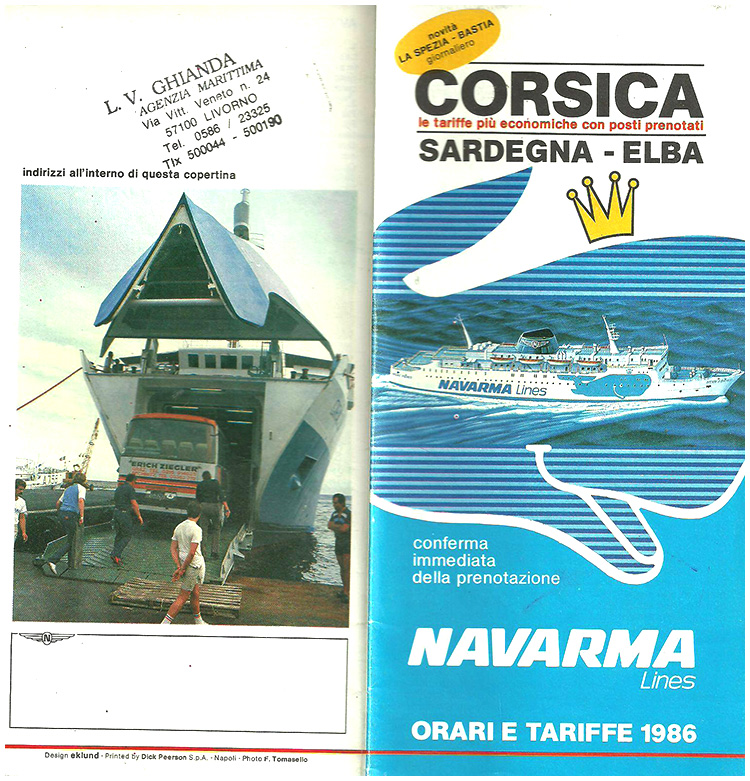 L. V. GHIANDA
AGENZIA MARITTIMA
Via Vitt. Veneto n. 24
57100 LIVORNO
Tel. 0586 / 23325
Tlx 500044 - 500190
indirizzi all'interno di questa copertina
"ERICH ZIEGLER"
N
Design eklund - Printed by Dick Peerson S.p.A. - Napoli - Photo F. Tomasello
novità
LA SPEZIA - BASTIA
giornaliero
CORSICA
le tariffe più economiche con posti prenotati
SARDEGNA - ELBA
NAVARMA Lines
conferma
immediata
della prenotazione
NAVARMA
Lines
ORARI E TARIFFE 1986